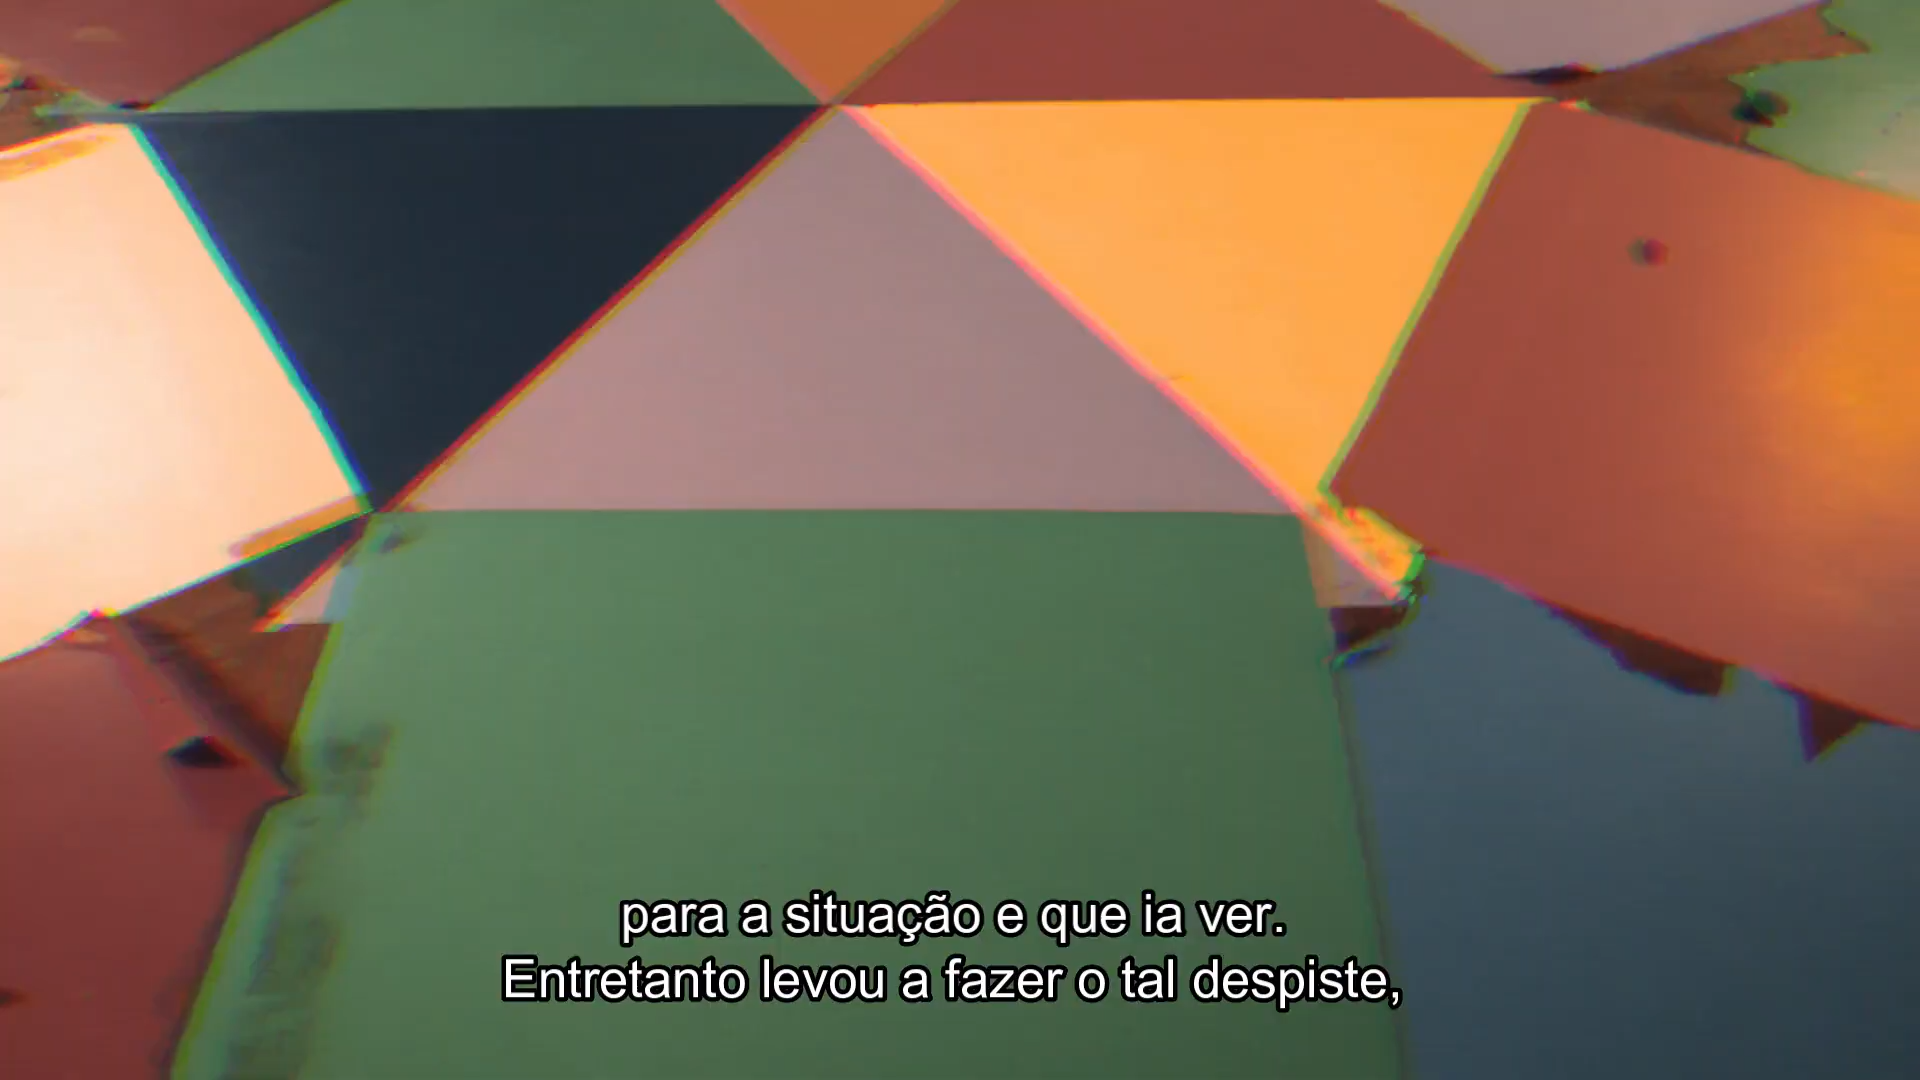 para a situação e que ia ver.
Entretanto levou a fazer o tal despiste,